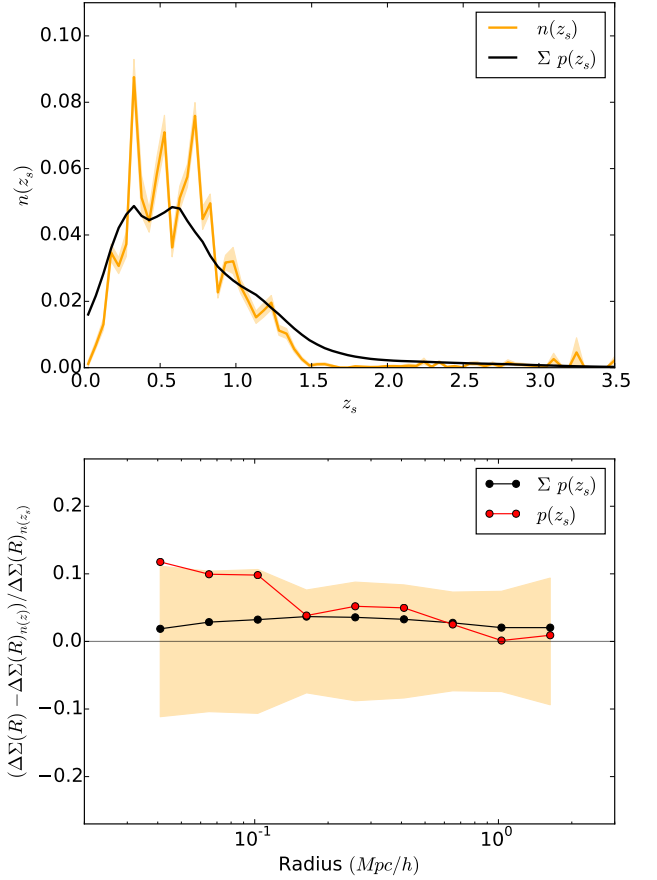 0.10
0.08
0.06
0.04
0.02
0.00
n(z_s)
n(z_s)
Σ p(z_s)
0.0 0.5 1.0 1.5 2.0 2.5 3.0 3.5
z_s
0.2
0.1
0.0
−0.1
−0.2
(ΔΣ(R) −ΔΣ(R)_{n(z)})/ΔΣ(R)_{n(z_s)}
Σ p(z_s)
p(z_s)
10^{-1} 10^{0}
Radius (Mpc/h)